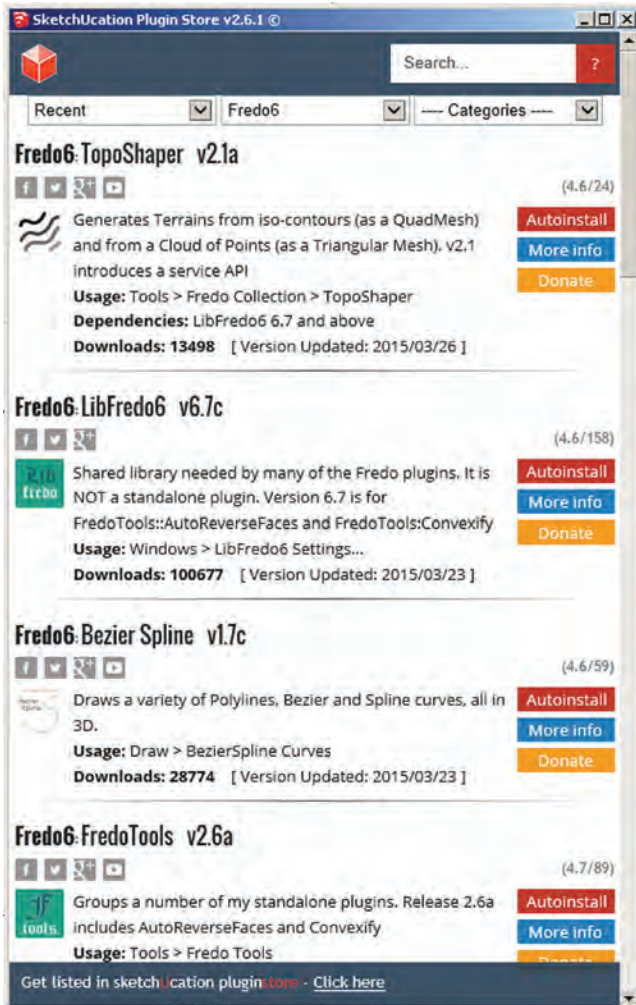 SketchUcation Plugin Store v2.6.1 ©
Search... ?
Recent Fredo6 ---- Categories ----
Fredo6: TopoShaper v2.1a
(4.6/24)
Generates Terrains from iso-contours (as a QuadMesh) Autoinstall
and from a Cloud of Points (as a Triangular Mesh). v2.1 More info
introduces a service API Donate
Usage: Tools > Fredo Collection > TopoShaper
Dependencies: LibFredo6 6.7 and above
Downloads: 13498 [ Version Updated: 2015/03/26 ]
Fredo6: LibFredo6 v6.7c
(4.6/158)
Shared library needed by many of the Fredo plugins. It is Autoinstall
NOT a standalone plugin. Version 6.7 is for More info
FredoTools::AutoReverseFaces and FredoTools:Convexify Donate
Usage: Windows > LibFredo6 Settings...
Downloads: 100677 [ Version Updated: 2015/03/23 ]
Fredo6: Bezier Spline v1.7c
(4.6/59)
Draws a variety of Polylines, Bezier and Spline curves, all in Autoinstall
3D. More info
Usage: Draw > BezierSpline Curves Donate
Downloads: 28774 [ Version Updated: 2015/03/23 ]
Fredo6: FredoTools v2.6a
(4.7/89)
Groups a number of my standalone plugins. Release 2.6a Autoinstall
includes AutoReverseFaces and Convexify More info
Usage: Tools > Fredo Tools Donate
Get listed in sketchUcation pluginstore - Click here